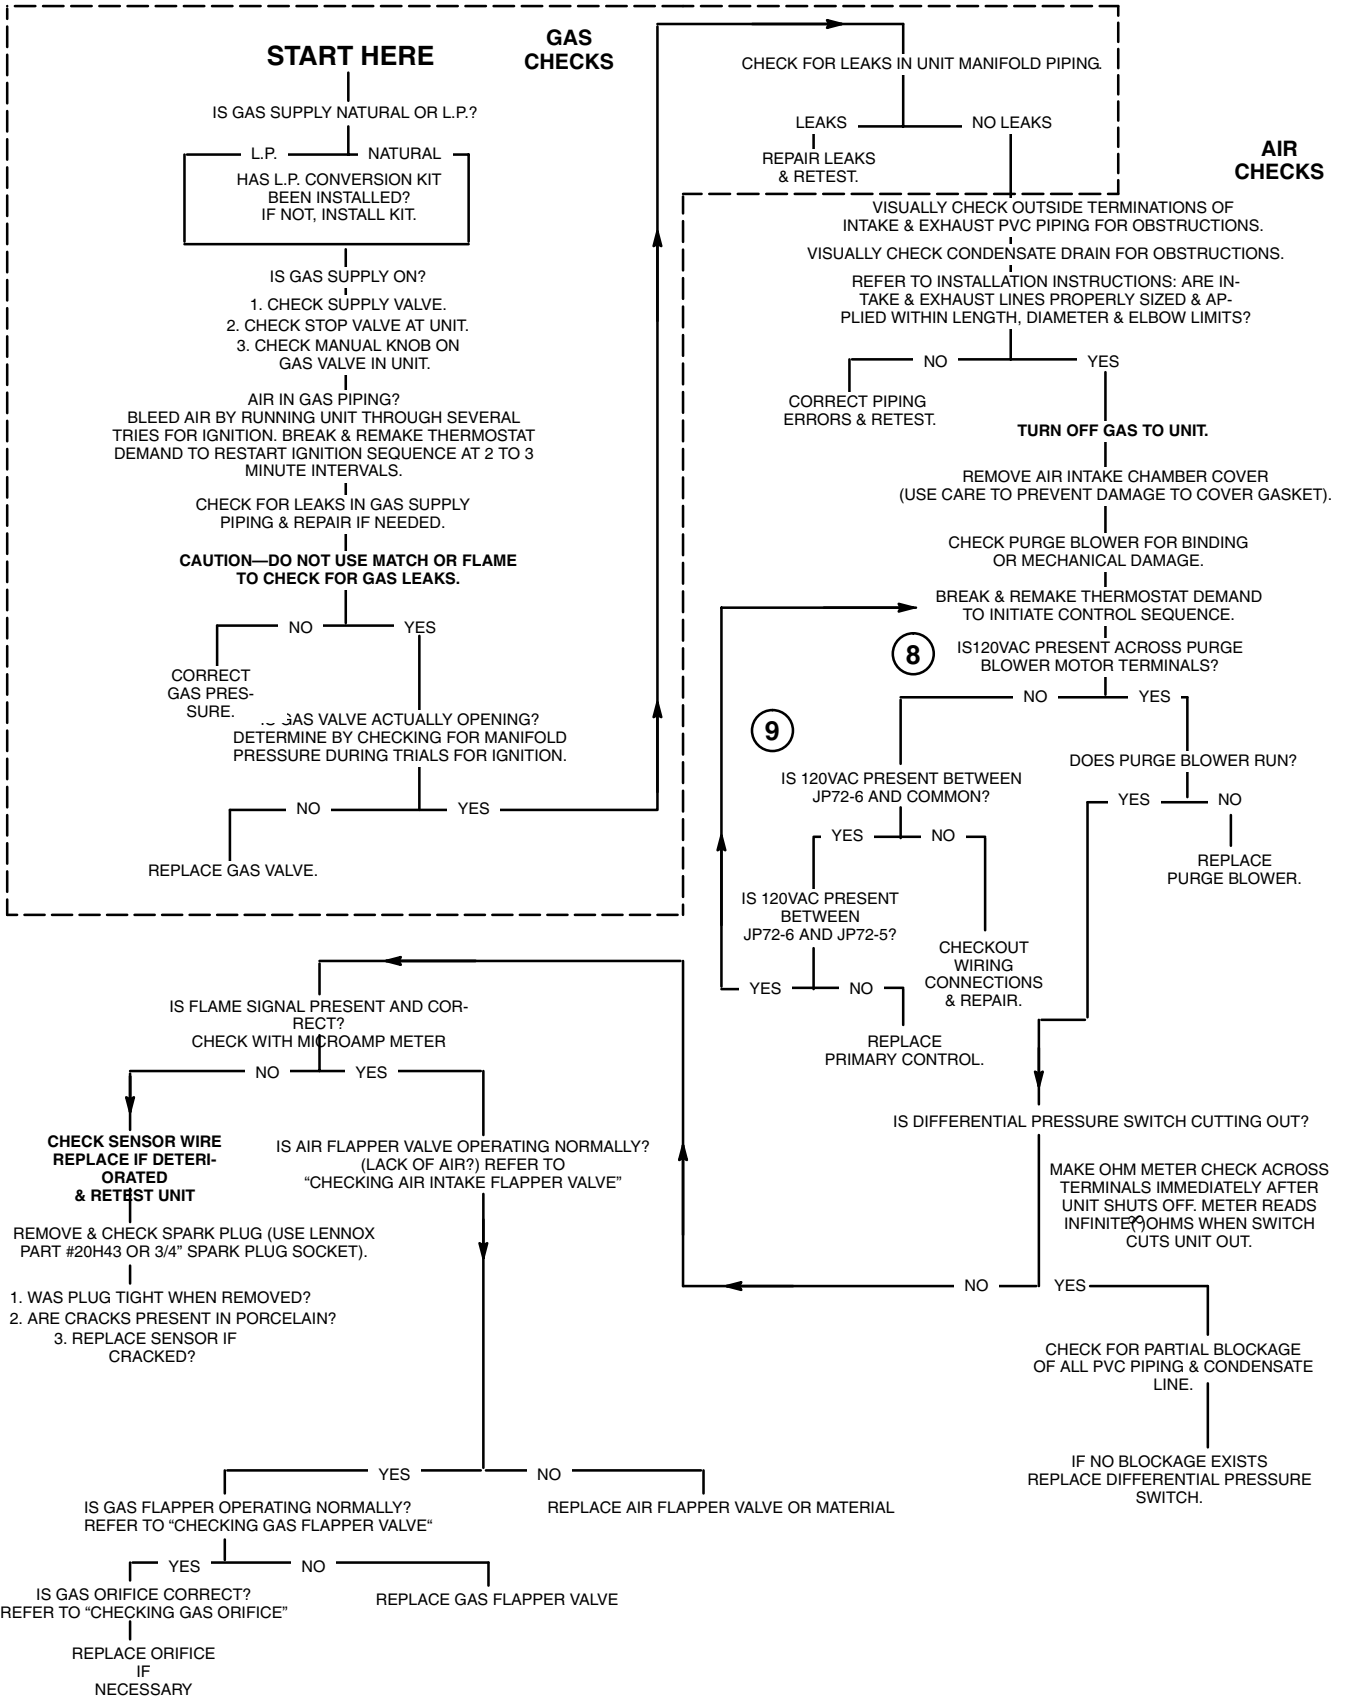 START HERE
GAS
CHECKS
IS GAS SUPPLY NATURAL OR L.P.?
L.P.
NATURAL
HAS L.P. CONVERSION KIT
BEEN INSTALLED?
IF NOT, INSTALL KIT.
IS GAS SUPPLY ON?
1. CHECK SUPPLY VALVE.
2. CHECK STOP VALVE AT UNIT.
3. CHECK MANUAL KNOB ON
GAS VALVE IN UNIT.
AIR IN GAS PIPING?
BLEED AIR BY RUNNING UNIT THROUGH SEVERAL
TRIES FOR IGNITION. BREAK & REMAKE THERMOSTAT
DEMAND TO RESTART IGNITION SEQUENCE AT 2 TO 3
MINUTE INTERVALS.
CHECK FOR LEAKS IN GAS SUPPLY
PIPING & REPAIR IF NEEDED.
CAUTION—DO NOT USE MATCH OR FLAME
TO CHECK FOR GAS LEAKS.
NO
YES
CORRECT
GAS PRES-
SURE.
IS GAS VALVE ACTUALLY OPENING?
DETERMINE BY CHECKING FOR MANIFOLD
PRESSURE DURING TRIALS FOR IGNITION.
NO
YES
REPLACE GAS VALVE.
CHECK FOR LEAKS IN UNIT MANIFOLD PIPING.
LEAKS
NO LEAKS
REPAIR LEAKS
& RETEST.
AIR
CHECKS
VISUALLY CHECK OUTSIDE TERMINATIONS OF
INTAKE & EXHAUST PVC PIPING FOR OBSTRUCTIONS.
VISUALLY CHECK CONDENSATE DRAIN FOR OBSTRUCTIONS.
REFER TO INSTALLATION INSTRUCTIONS: ARE IN-
TAKE & EXHAUST LINES PROPERLY SIZED & AP-
PLIED WITHIN LENGTH, DIAMETER & ELBOW LIMITS?
NO
YES
CORRECT PIPING
ERRORS & RETEST.
TURN OFF GAS TO UNIT.
REMOVE AIR INTAKE CHAMBER COVER
(USE CARE TO PREVENT DAMAGE TO COVER GASKET).
CHECK PURGE BLOWER FOR BINDING
OR MECHANICAL DAMAGE.
BREAK & REMAKE THERMOSTAT DEMAND
TO INITIATE CONTROL SEQUENCE.
8
IS120VAC PRESENT ACROSS PURGE
BLOWER MOTOR TERMINALS?
NO
YES
9
IS 120VAC PRESENT BETWEEN
JP72-6 AND COMMON?
DOES PURGE BLOWER RUN?
YES
NO
REPLACE
PURGE BLOWER.
YES
NO
IS 120VAC PRESENT
BETWEEN
JP72-6 AND JP72-5?
CHECKOUT
WIRING
CONNECTIONS
& REPAIR.
YES
NO
REPLACE
PRIMARY CONTROL.
IS DIFFERENTIAL PRESSURE SWITCH CUTTING OUT?
MAKE OHM METER CHECK ACROSS
TERMINALS IMMEDIATELY AFTER
UNIT SHUTS OFF. METER READS
INFINITE(∞)OHMS WHEN SWITCH
CUTS UNIT OUT.
NO
YES
CHECK FOR PARTIAL BLOCKAGE
OF ALL PVC PIPING & CONDENSATE
LINE.
IF NO BLOCKAGE EXISTS
REPLACE DIFFERENTIAL PRESSURE
SWITCH.
IS FLAME SIGNAL PRESENT AND COR-
RECT?
CHECK WITH MICROAMP METER
NO
YES
CHECK SENSOR WIRE
REPLACE IF DETERI-
ORATED
& RETEST UNIT
REMOVE & CHECK SPARK PLUG (USE LENNOX
PART #20H43 OR 3/4” SPARK PLUG SOCKET).
1. WAS PLUG TIGHT WHEN REMOVED?
2. ARE CRACKS PRESENT IN PORCELAIN?
3. REPLACE SENSOR IF
CRACKED?
IS AIR FLAPPER VALVE OPERATING NORMALLY?
(LACK OF AIR?) REFER TO
“CHECKING AIR INTAKE FLAPPER VALVE”
YES
NO
IS GAS FLAPPER OPERATING NORMALLY?
REFER TO “CHECKING GAS FLAPPER VALVE“
REPLACE AIR FLAPPER VALVE OR MATERIAL
YES
NO
IS GAS ORIFICE CORRECT?
REFER TO “CHECKING GAS ORIFICE”
REPLACE GAS FLAPPER VALVE
REPLACE ORIFICE
IF
NECESSARY